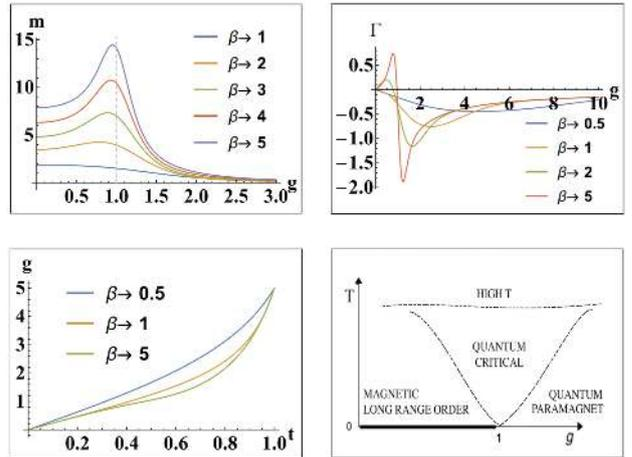 m
15
10
5
β→ 1
β→ 2
β→ 3
β→ 4
β→ 5
0.5 1.0 1.5 2.0 2.5 3.0 g
Γ
0.5
−0.5
−1.0
−1.5
−2.0
2 4 6 8 10 g
β→ 0.5
β→ 1
β→ 2
β→ 5
g
5
4
3
2
1
β→ 0.5
β→ 1
β→ 5
0.2 0.4 0.6 0.8 1.0 t
T
HIGH T
QUANTUM
CRITICAL
MAGNETIC
LONG RANGE ORDER
QUANTUM
PARAMAGNET
0
1
g